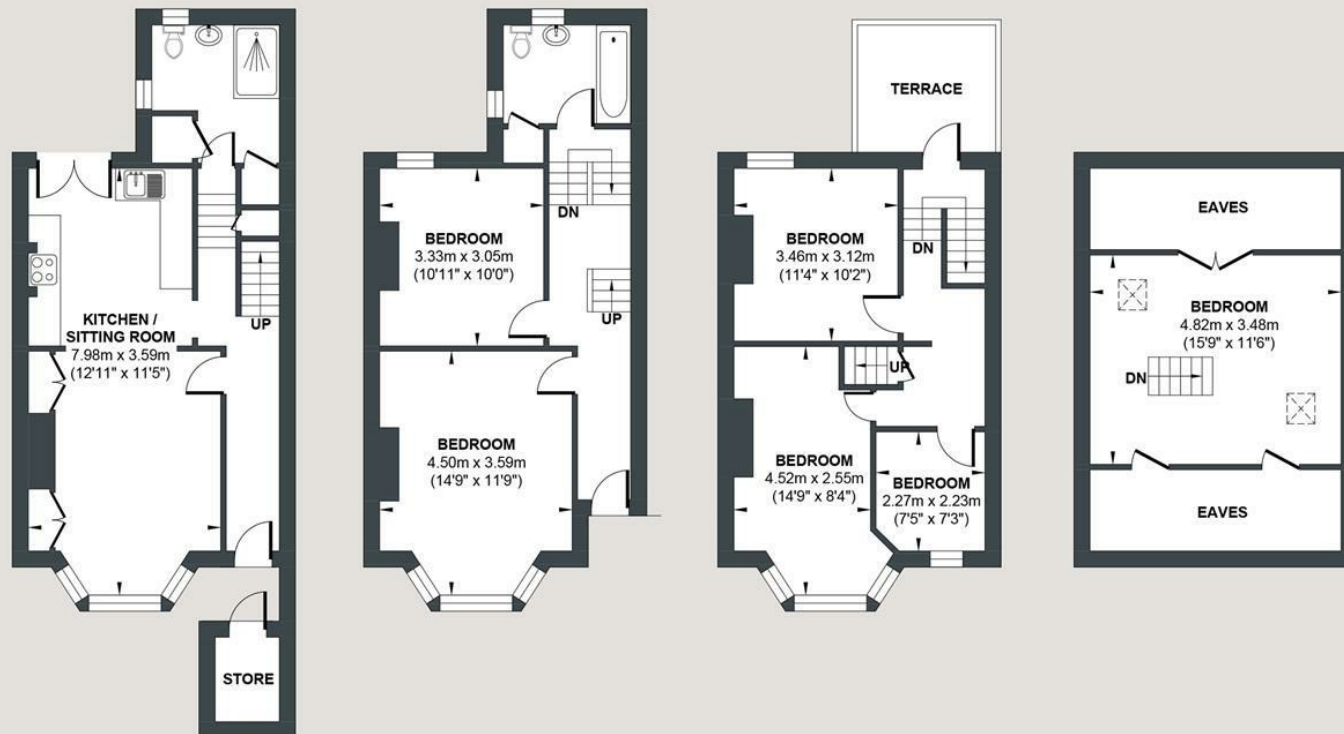 KITCHEN /
SITTING ROOM
7.98m x 3.59m
(12'11" x 11'5")
UP
STORE
BEDROOM
3.33m x 3.05m
(10'11" x 10'0")
DN
UP
BEDROOM
4.50m x 3.59m
(14'9" x 11'9")
TERRACE
BEDROOM
3.46m x 3.12m
(11'4" x 10'2")
DN
UP
BEDROOM
4.52m x 2.55m
(14'9" x 8'4")
BEDROOM
2.27m x 2.23m
(7'5" x 7'3")
EAVES
BEDROOM
4.82m x 3.48m
(15'9" x 11'6")
DN
EAVES